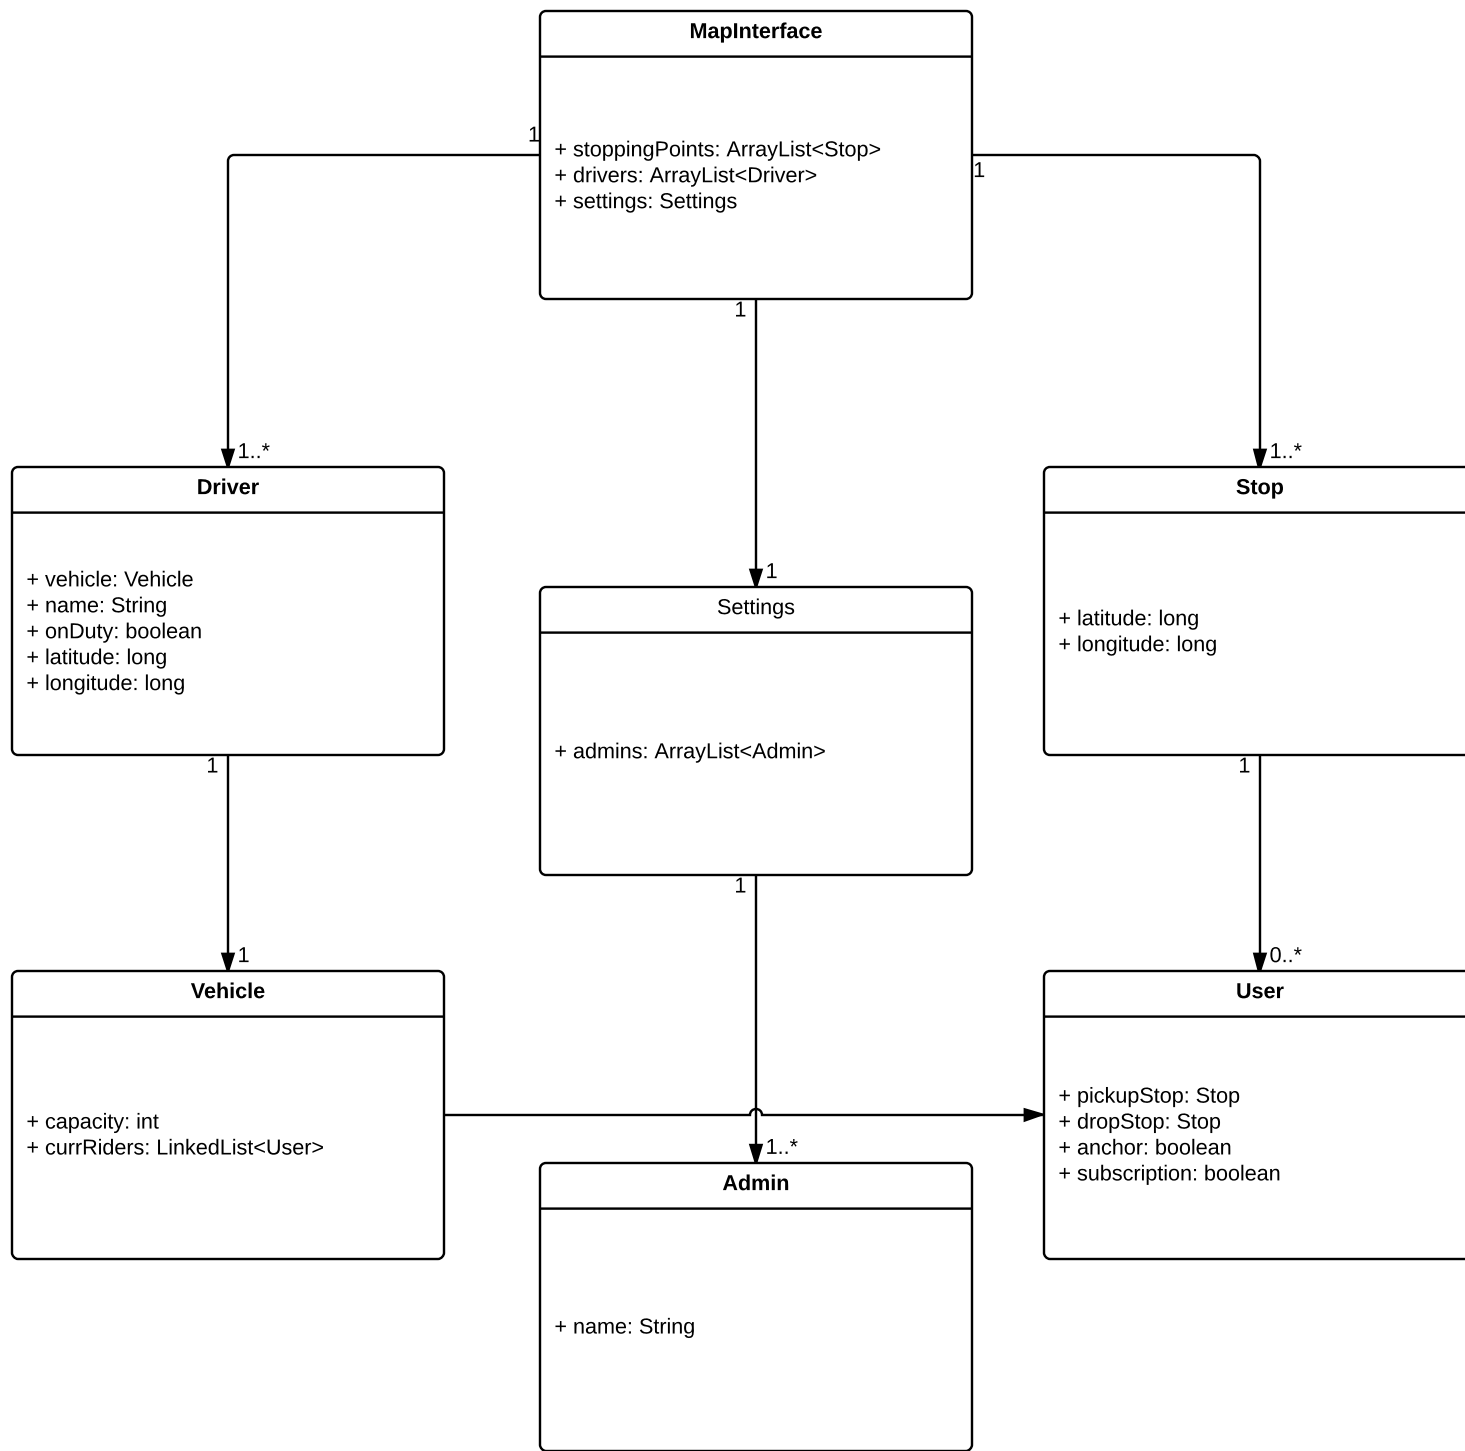 MapInterface
1
+ stoppingPoints: ArrayList<Stop>
+ drivers: ArrayList<Driver>
+ settings: Settings
1
1
1..*
1..*
Driver
+ vehicle: Vehicle
+ name: String
+ onDuty: boolean
+ latitude: long
+ longitude: long
1
1
Settings
+ admins: ArrayList<Admin>
1
Stop
+ latitude: long
+ longitude: long
1
1
Vehicle
+ capacity: int
+ currRiders: LinkedList<User>
0..*
User
+ pickupStop: Stop
+ dropStop: Stop
+ anchor: boolean
+ subscription: boolean
1..*
Admin
+ name: String